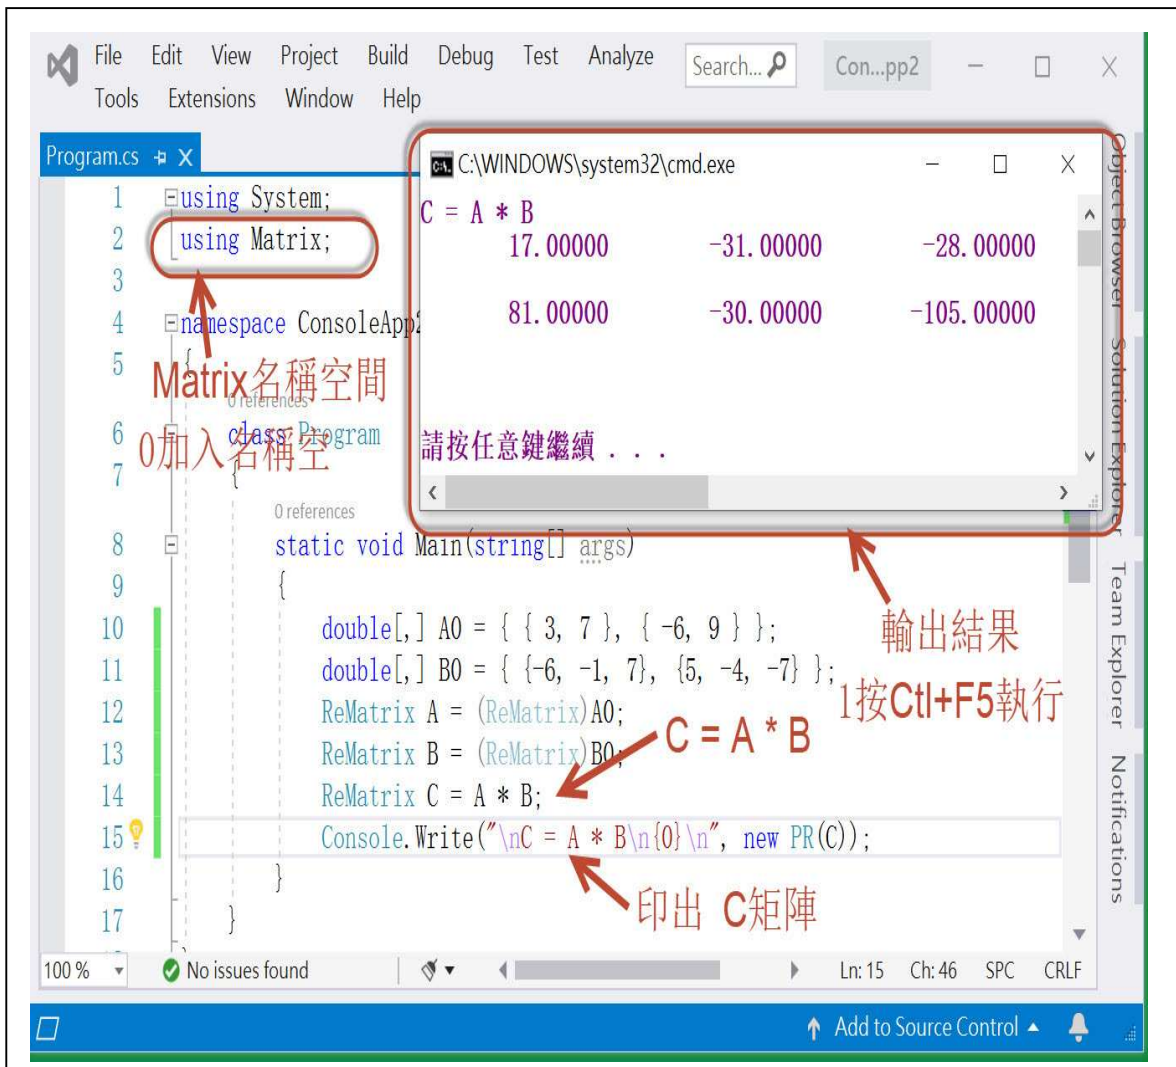 File Edit View Project Build Debug Test Analyze Search... Con...pp2
Tools Extensions Window Help
Program.cs
C:\WINDOWS\system32\cmd.exe
C = A * B
17.00000 -31.00000 -28.00000
81.00000 -30.00000 -105.00000
請按任意鍵繼續 . . .
1 using System;
2 using Matrix;
3
4 namespace ConsoleApp2
5 {
Matrix名稱空間
0 references
6 class Program
0加入名稱空
7 {
0 references
8 static void Main(string[] args)
9 {
10 double[,] A0 = { { 3, 7 }, { -6, 9 } };
輸出結果
11 double[,] B0 = { {-6, -1, 7}, {5, -4, -7} };
1按Ctl+F5執行
12 ReMatrix A = (ReMatrix)A0;
13 ReMatrix B = (ReMatrix)B0;
C = A * B
14 ReMatrix C = A * B;
15 Console.Write("\nC = A * B\n{0}\n", new PR(C));
16 }
印出 C矩陣
17 }
100 % No issues found Ln: 15 Ch: 46 SPC CRLF
Add to Source Control
Object Browser
Solution Explorer
Team Explorer
Notifications